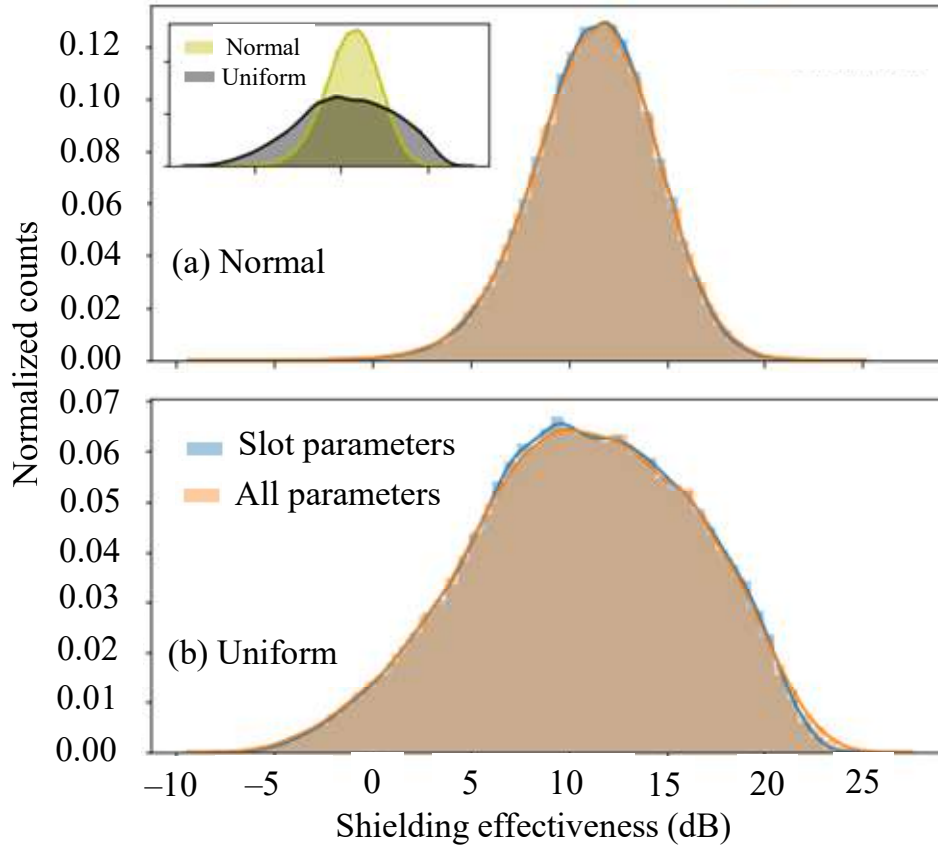 Normalized counts
0.12
0.10
0.08
0.06
0.04
0.02
0.00
Normal
Uniform
(a) Normal
0.07
0.06
0.05
0.04
0.03
0.02
0.01
0.00
Slot parameters
All parameters
(b) Uniform
–10 –5 0 5 10 15 20 25
Shielding effectiveness (dB)